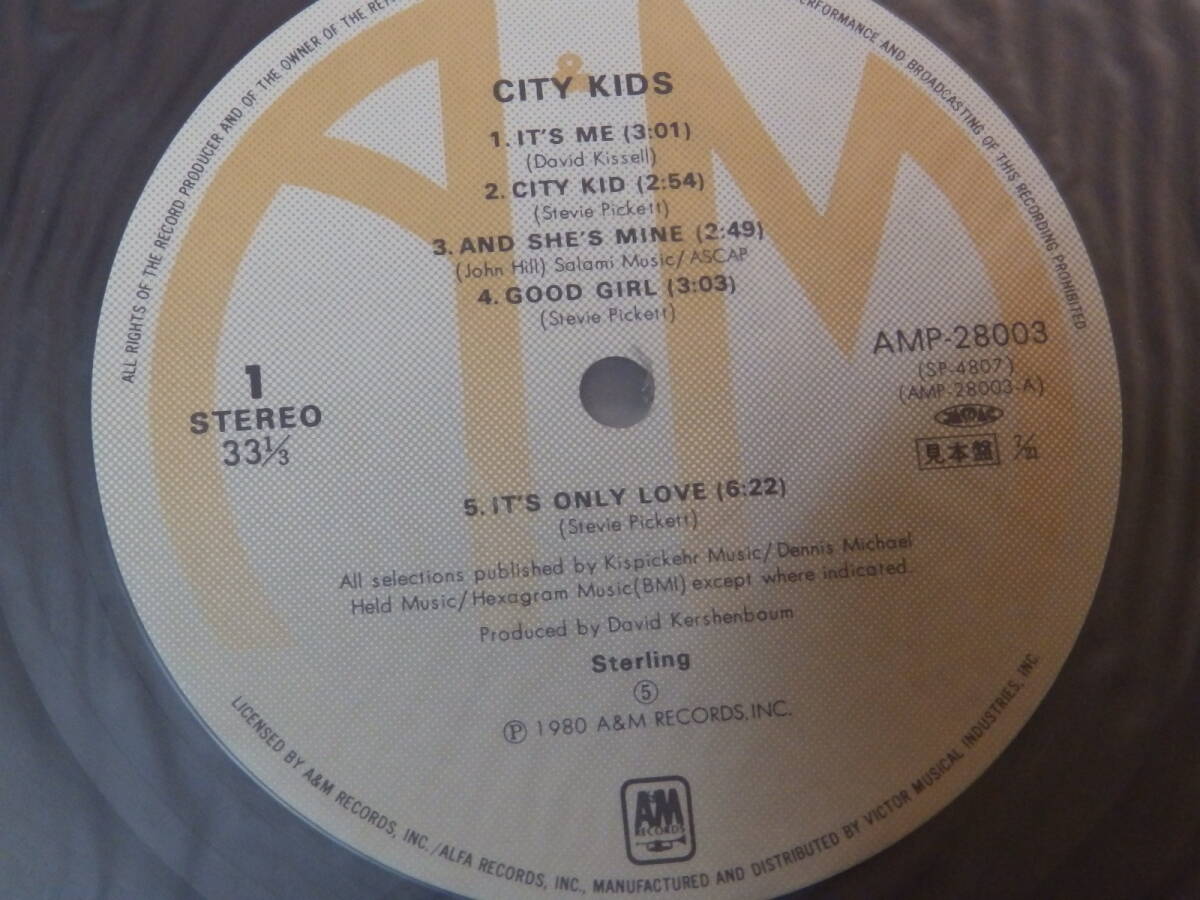 ALL RIGHTS OF THE RECORD PRODUCER AND OF THE OWNER OF THE
PERFORMANCE AND BROADCASTING OF THIS RECORDING PROHIBITED
&
CITY KIDS
1. IT'S ME (3:01)
(David Kissell)
2. CITY KID (2:54)
(Stevie Pickett)
3. AND SHE'S MINE (2:49)
(John Hill) Salami Music/ASCAP
4. GOOD GIRL (3:03)
(Stevie Pickett)
1
STEREO
33⅓
AMP-28003
(SP-4807)
(AMP-28003-A)
見本盤
5. IT'S ONLY LOVE (6:22)
(Stevie Pickett)
All selections published by Kispickehr Music/Dennis Michael
Held Music/Hexagram Music(BMI) except where indicated.
Produced by David Kershenbaum
Sterling
⑤
Ⓟ 1980 A&M RECORDS, INC.
A&M
RECORDS
LICENSED BY A&M RECORDS, INC./ALFA RECORDS, INC., MANUFACTURED AND DISTRIBUTED BY VICTOR MUSICAL INDUSTRIES, INC.